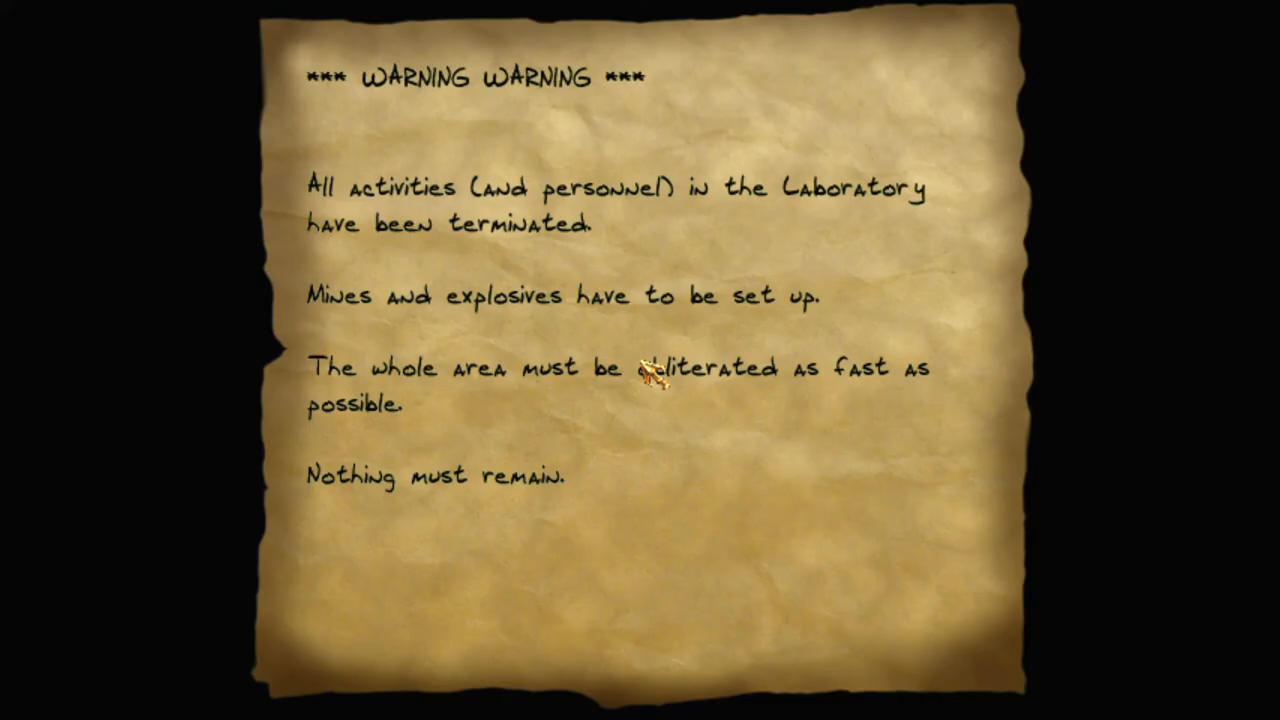 *** WARNING WARNING ***
All activities (and personnel) in the Laboratory
have been terminated.
Mines and explosives have to be set up.
The whole area must be obliterated as fast as
possible.
Nothing must remain.